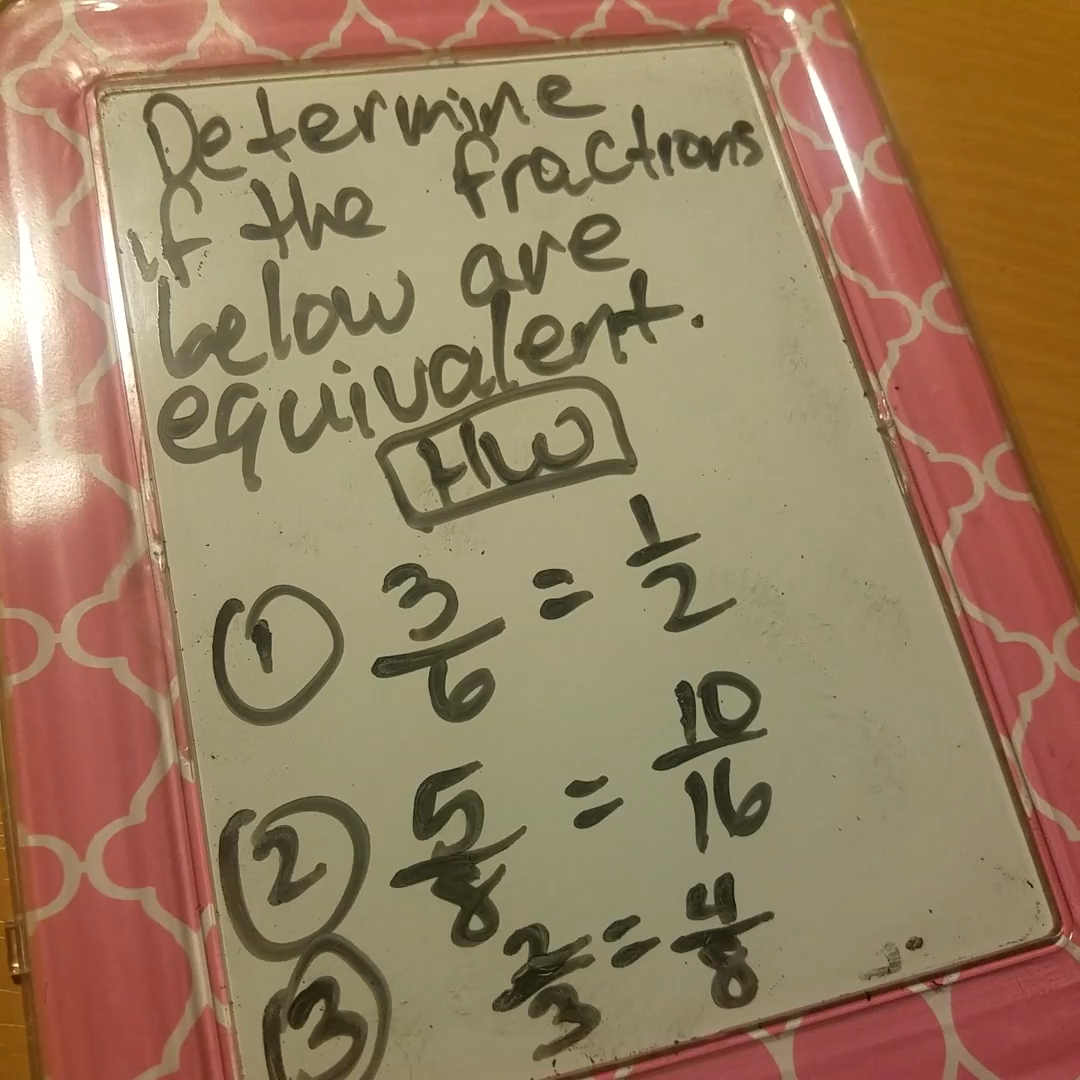 Determine
if the fractions
below are
equivalent.
HW
① 3/6 = 1/2
② 5/8 = 10/16
③ 2/3 = 4/8